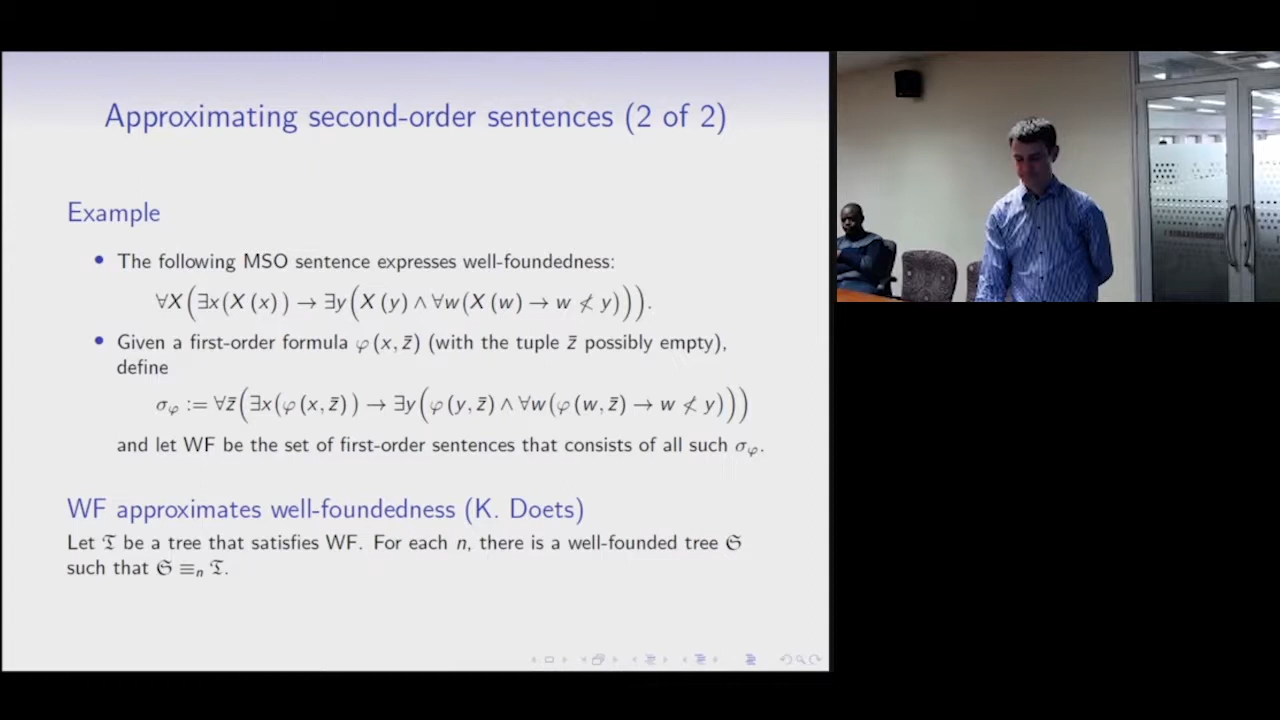 Approximating second-order sentences (2 of 2)
Example
• The following MSO sentence expresses well-foundedness:
∀X(∃x(X(x)) → ∃y(X(y) ∧ ∀w(X(w) → w ≮ y))).
• Given a first-order formula φ(x, z̄) (with the tuple z̄ possibly empty),
define
σ_φ := ∀z̄(∃x(φ(x, z̄)) → ∃y(φ(y, z̄) ∧ ∀w(φ(w, z̄) → w ≮ y)))
and let WF be the set of first-order sentences that consists of all such σ_φ.
WF approximates well-foundedness (K. Doets)
Let 𝔗 be a tree that satisfies WF. For each n, there is a well-founded tree 𝔖
such that 𝔖 ≡_n 𝔗.